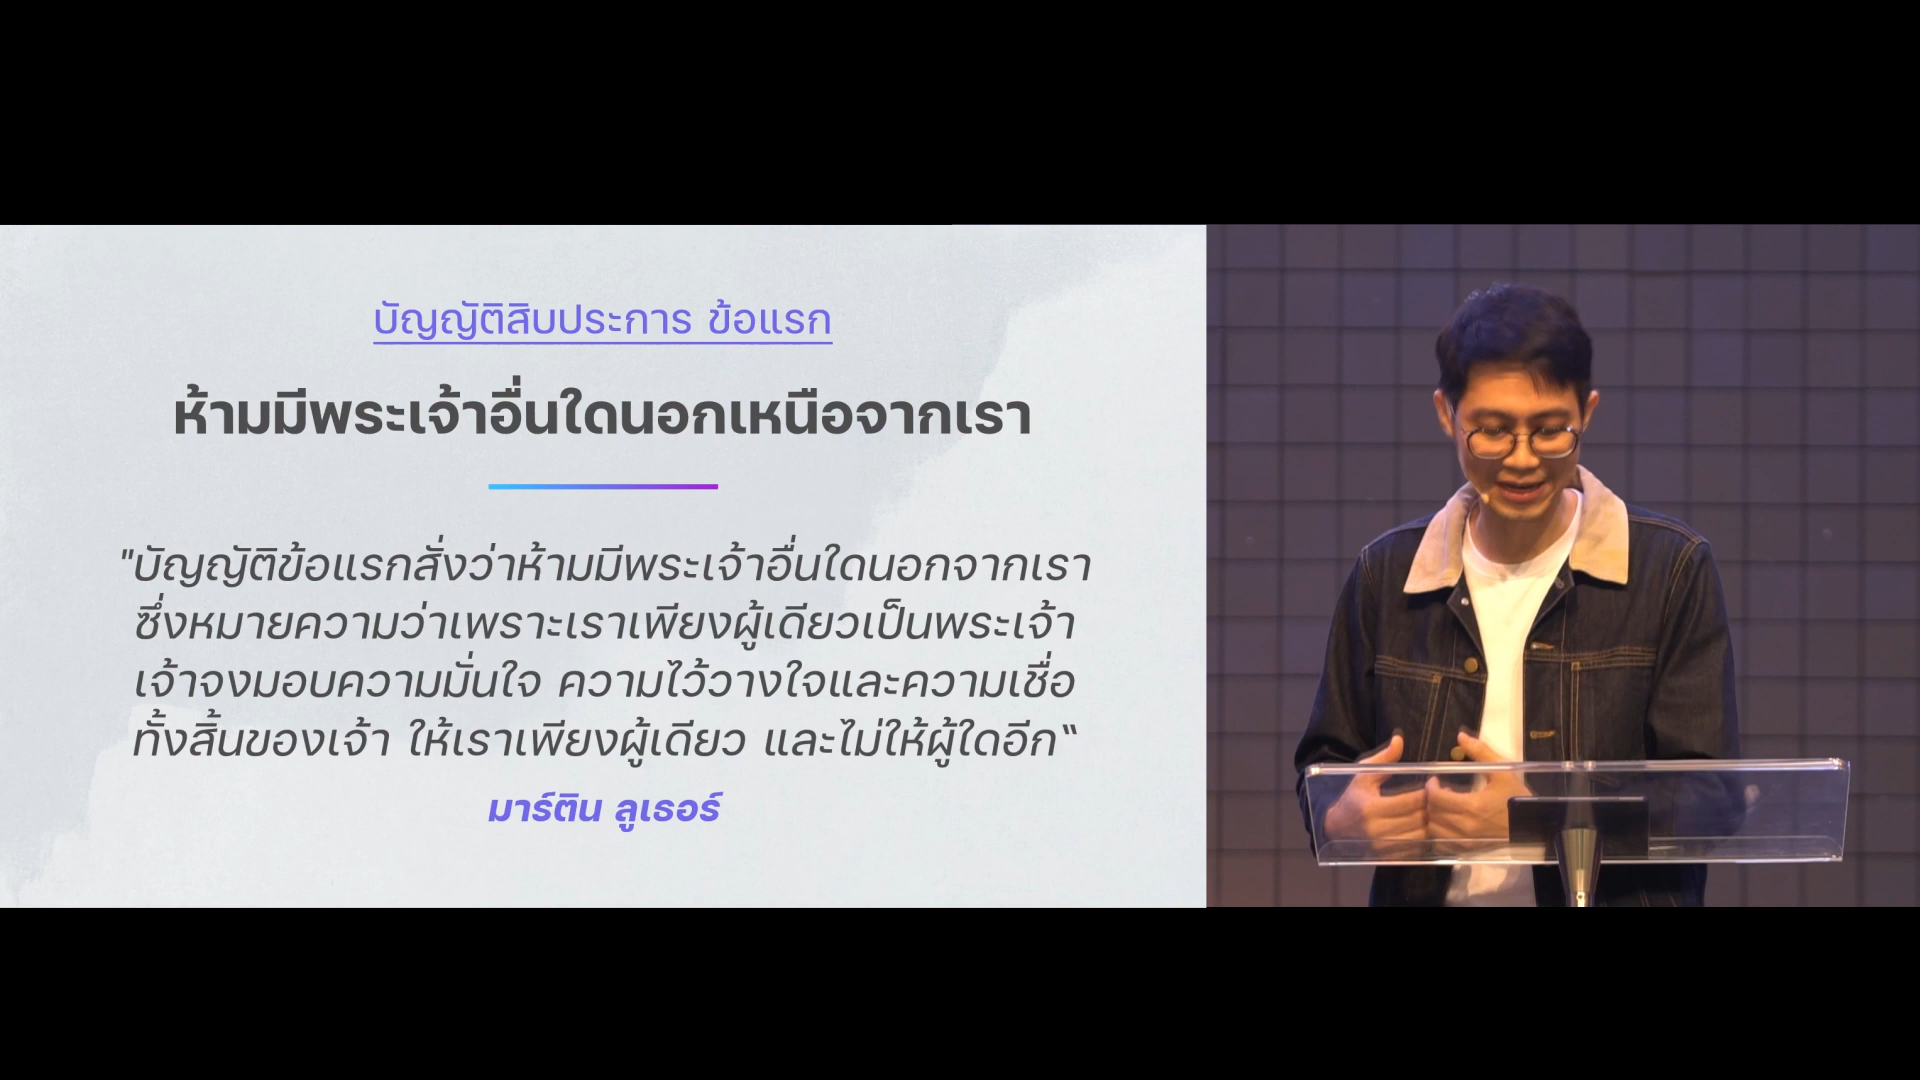 บัญญัติสิบประการ ข้อแรก
ห้ามมีพระเจ้าอื่นใดนอกเหนือจากเรา
"บัญญัติข้อแรกสั่งว่าห้ามมีพระเจ้าอื่นใดนอกจากเรา
ซึ่งหมายความว่าเพราะเราเพียงผู้เดียวเป็นพระเจ้า
เจ้าจงมอบความมั่นใจ ความไว้วางใจและความเชื่อ
ทั้งสิ้นของเจ้า ให้เราเพียงผู้เดียว และไม่ให้ผู้ใดอีก“
มาร์ติน ลูเธอร์